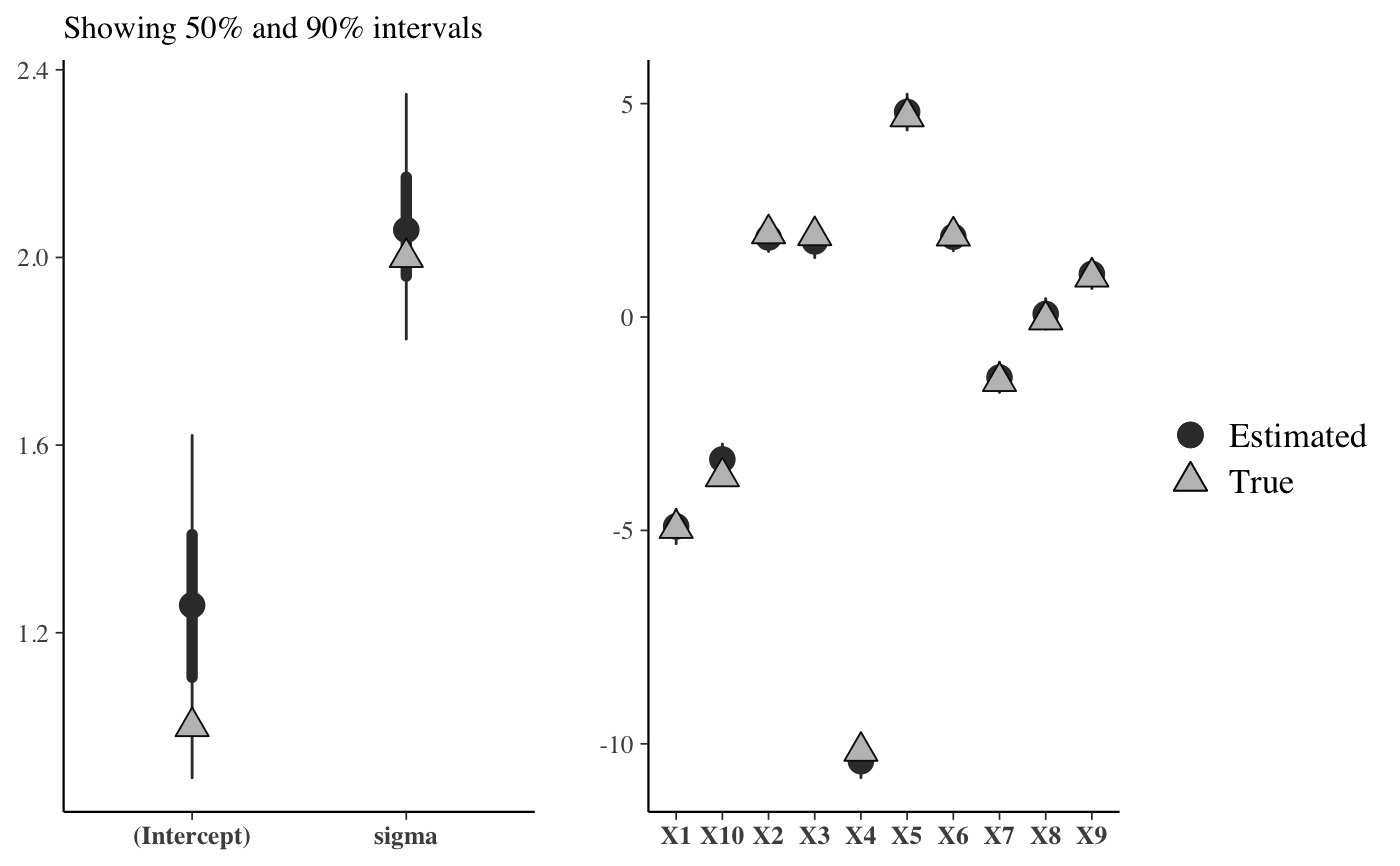 Showing 50% and 90% intervals
2.4
2.0
1.6
1.2
(Intercept) sigma
5
0
-5
-10
X1 X10 X2 X3 X4 X5 X6 X7 X8 X9
Estimated
True